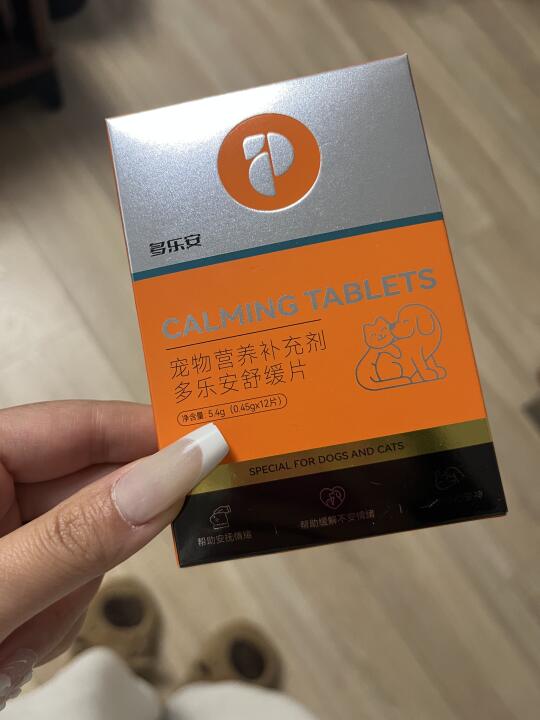 多乐安
CALMING TABLETS
宠物营养补充剂
多乐安舒缓片
净含量: 5.4g (0.45gx12片)
SPECIAL FOR DOGS AND CATS
帮助安抚情绪
帮助缓解不安情绪